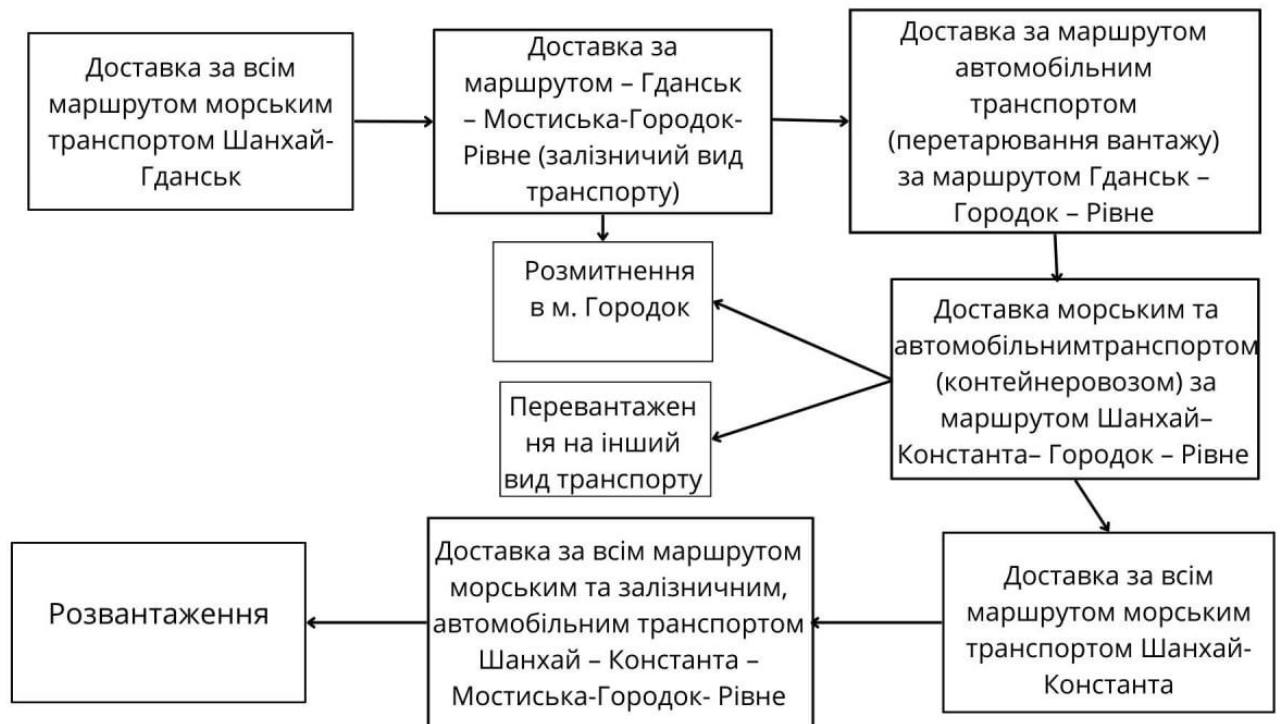 Доставка за всім
маршрутом морським
транспортом Шанхай-
Гданськ
Доставка за
маршрутом – Гданськ
– Мостиська-Городок-
Рівне (залізничий вид
транспорту)
Доставка за маршрутом
автомобільним
транспортом
(перетарювання вантажу)
за маршрутом Гданськ –
Городок – Рівне
Розмитнення
в м. Городок
Доставка морським та
автомобільнимтранспортом
(контейнеровозом) за
маршрутом Шанхай–
Константа– Городок – Рівне
Перевантажен
ня на інший
вид транспорту
Розвантаження
Доставка за всім маршрутом
морським та залізничним,
автомобільним транспортом
Шанхай – Константа –
Мостиська-Городок- Рівне
Доставка за всім
маршрутом морським
транспортом Шанхай-
Константа